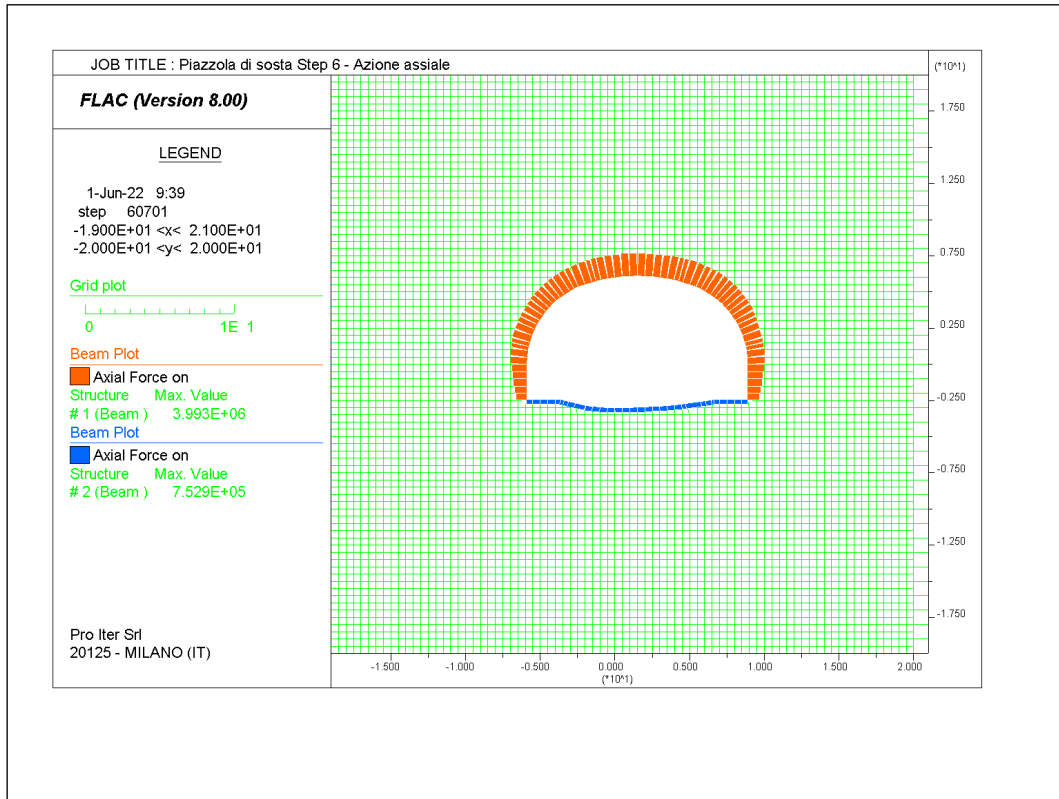 JOB TITLE : Piazzola di sosta Step 6 - Azione assiale
(*10^1)
FLAC (Version 8.00)
LEGEND
1-Jun-22 9:39
step 60701
-1.900E+01 <x< 2.100E+01
-2.000E+01 <y< 2.000E+01
Grid plot
0 1E 1
Beam Plot
Axial Force on
Structure Max. Value
# 1 (Beam ) 3.993E+06
Beam Plot
Axial Force on
Structure Max. Value
# 2 (Beam ) 7.529E+05
Pro Iter Srl
20125 - MILANO (IT)
1.750
1.250
0.750
0.250
-0.250
-0.750
-1.250
-1.750
-1.500 -1.000 -0.500 0.000 0.500 1.000 1.500 2.000
(*10^1)